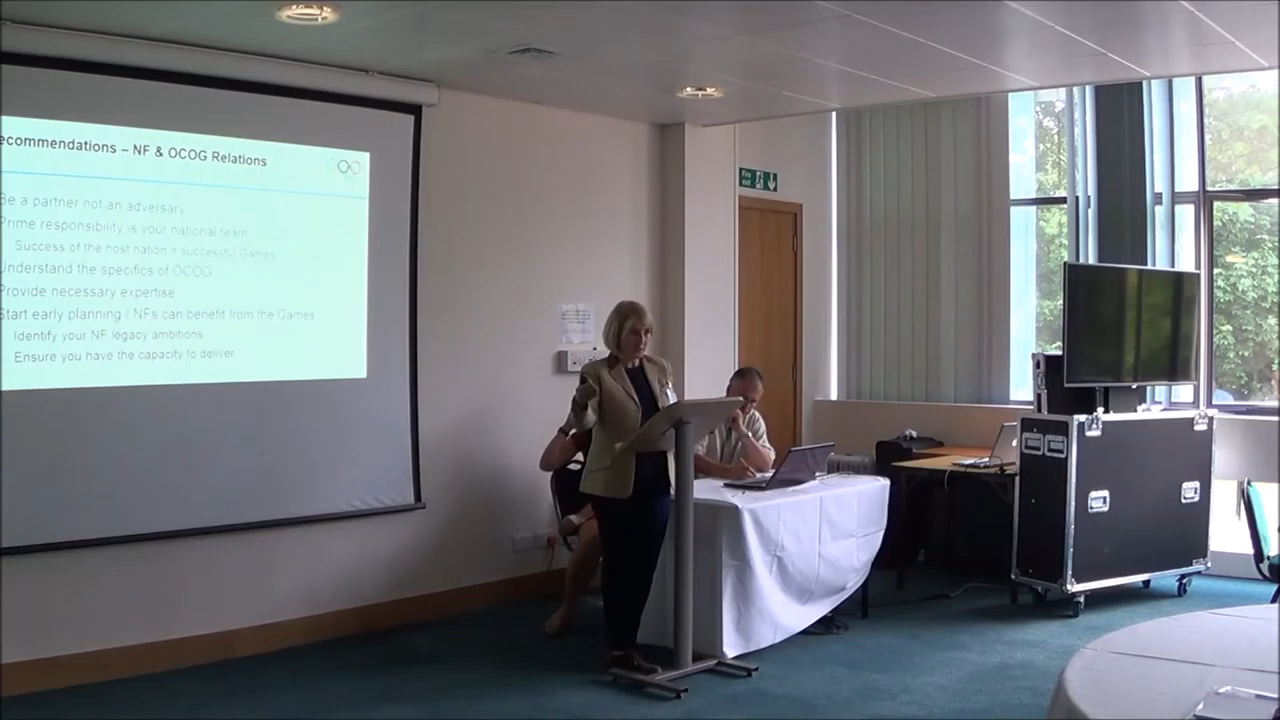 ecommendations – NF & OCOG Relations
Be a partner not an adversary
Prime responsibility is your national team
Success of the host nation = successful Games
Understand the specifics of OCOG
Provide necessary expertise
Start early planning / NFs can benefit from the Games
Identify your NF legacy ambitions
Ensure you have the capacity to deliver
Fire
exit